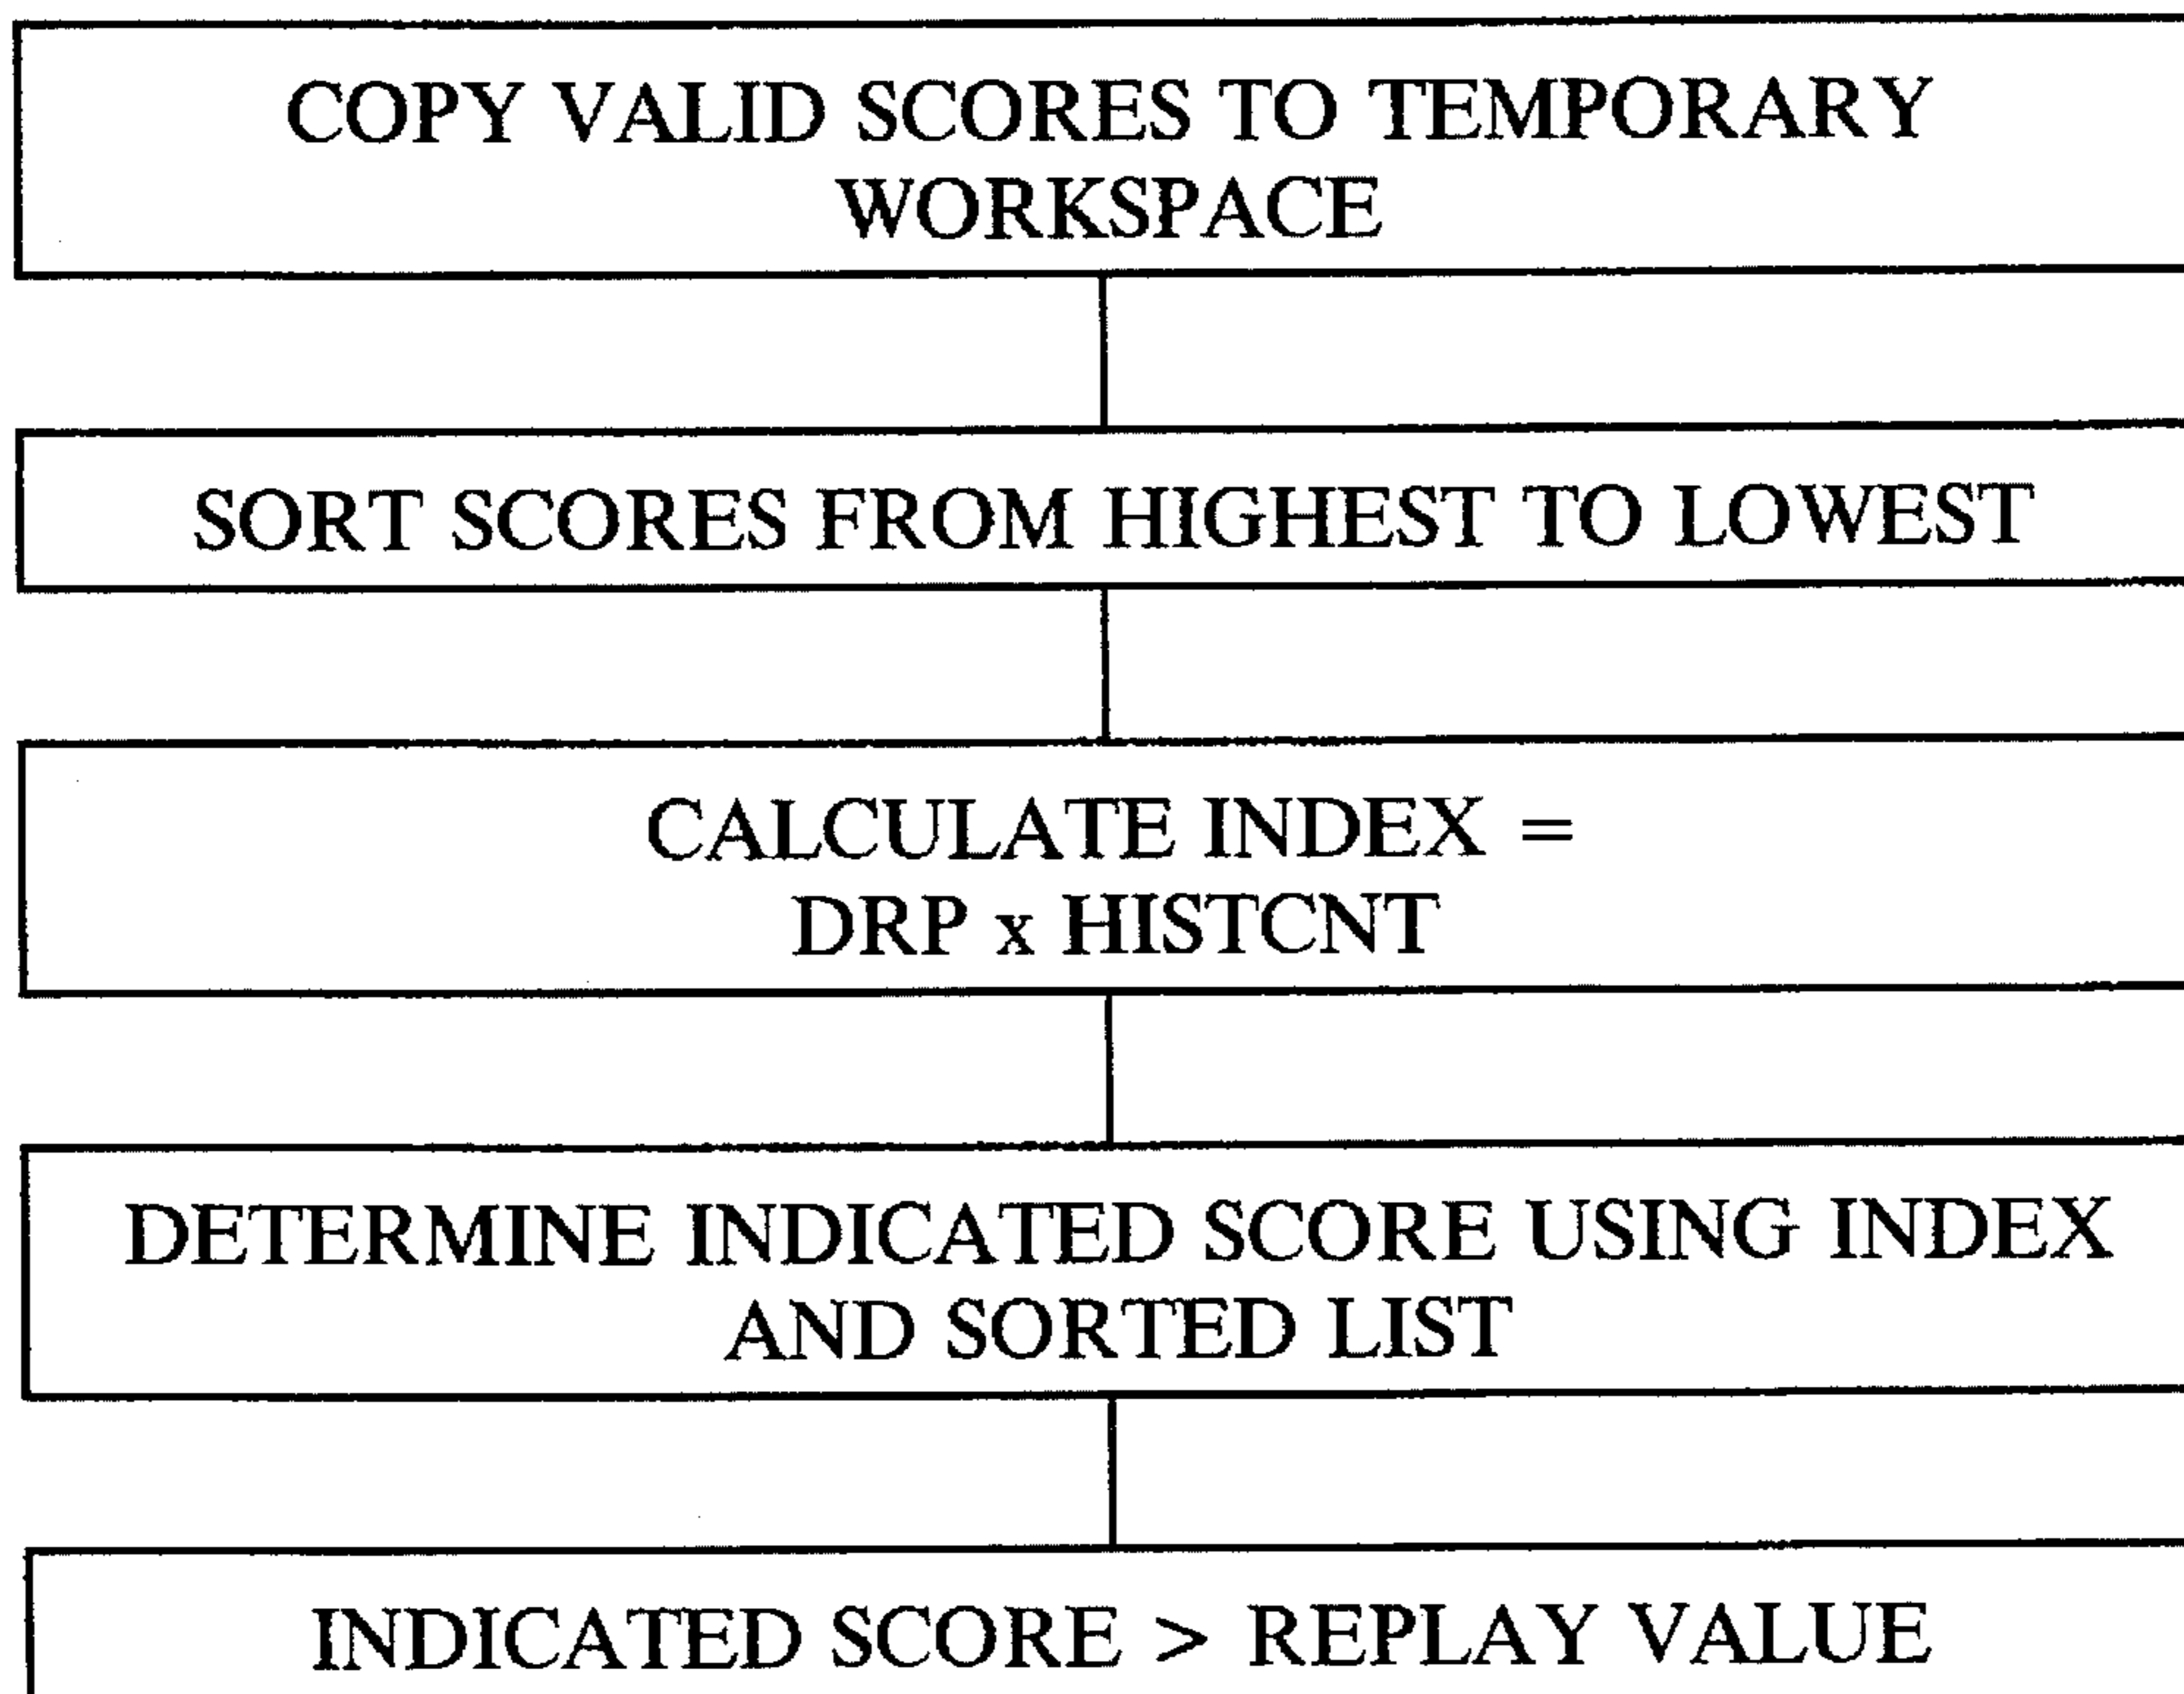 COPY VALID SCORES TO TEMPORARY
WORKSPACE
SORT SCORES FROM HIGHEST TO LOWEST
CALCULATE INDEX =
DRP x HISTCNT
DETERMINE INDICATED SCORE USING INDEX
AND SORTED LIST
INDICATED SCORE > REPLAY VALUE